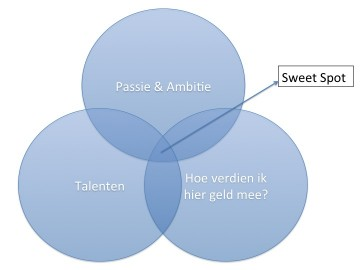 Passie & Ambitie
Sweet Spot
Talenten
Hoe verdien ik
hier geld mee?